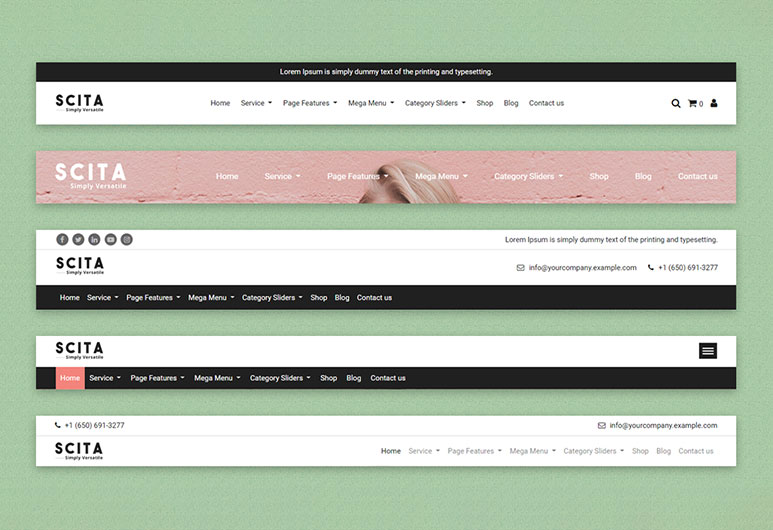 Lorem Ipsum is simply dummy text of the printing and typesetting.
SCITA
Simply Versatile
Home Service Page Features Mega Menu Category Sliders Shop Blog Contact us
0
SCITA
Simply Versatile
Home Service Page Features Mega Menu Category Sliders Shop Blog Contact us
Lorem Ipsum is simply dummy text of the printing and typesetting.
SCITA
Simply Versatile
info@yourcompany.example.com +1 (650) 691-3277
Home Service Page Features Mega Menu Category Sliders Shop Blog Contact us
SCITA
Simply Versatile
Home Service Page Features Mega Menu Category Sliders Shop Blog Contact us
+1 (650) 691-3277 info@yourcompany.example.com
SCITA
Simply Versatile
Home Service Page Features Mega Menu Category Sliders Shop Blog Contact us